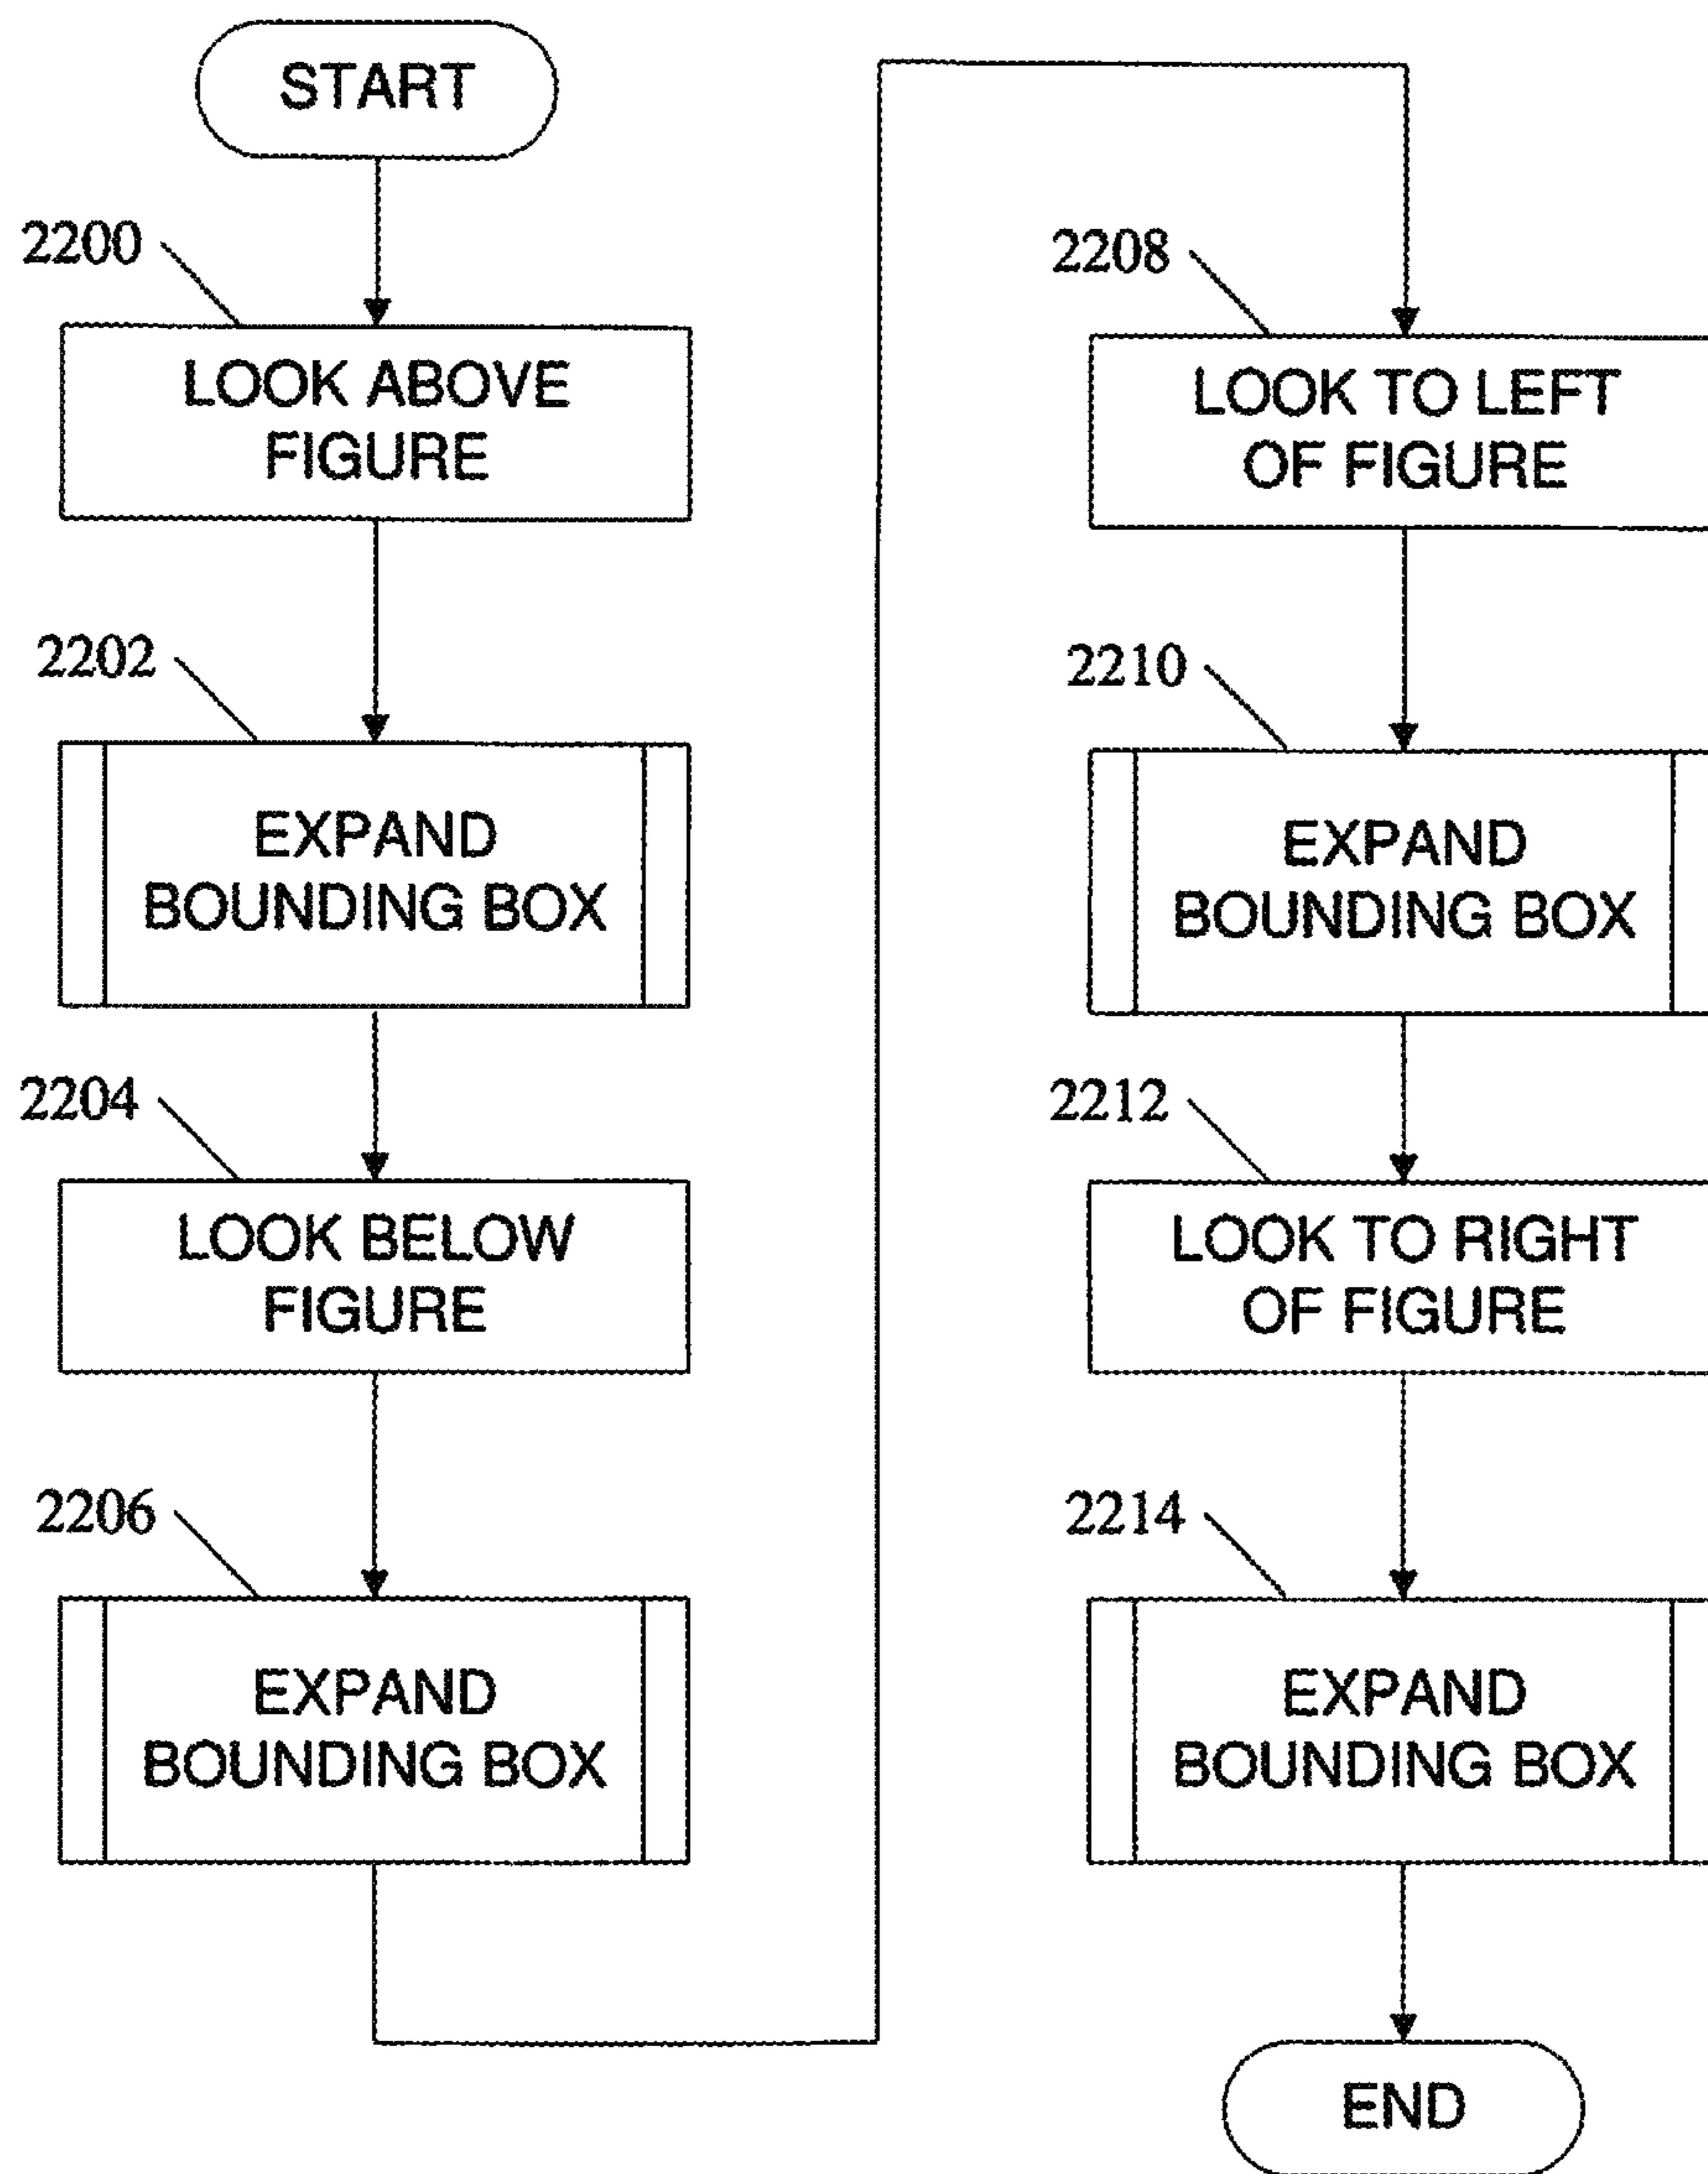 START
2200
LOOK ABOVE
FIGURE
2202
EXPAND
BOUNDING BOX
2204
LOOK BELOW
FIGURE
2206
EXPAND
BOUNDING BOX
2208
LOOK TO LEFT
OF FIGURE
2210
EXPAND
BOUNDING BOX
2212
LOOK TO RIGHT
OF FIGURE
2214
EXPAND
BOUNDING BOX
END